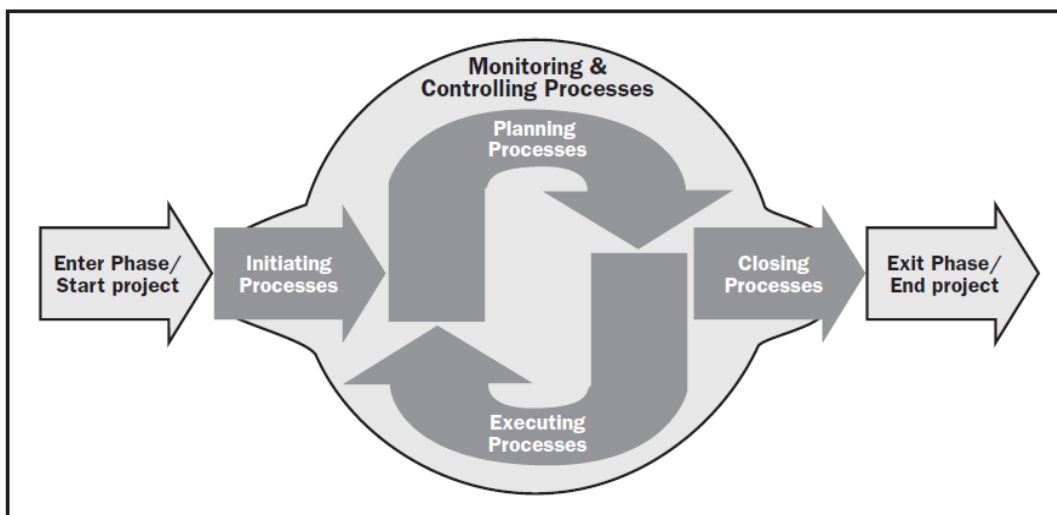 Monitoring &
Controlling Processes
Planning
Processes
Enter Phase/
Start project
Initiating
Processes
Closing
Processes
Exit Phase/
End project
Executing
Processes